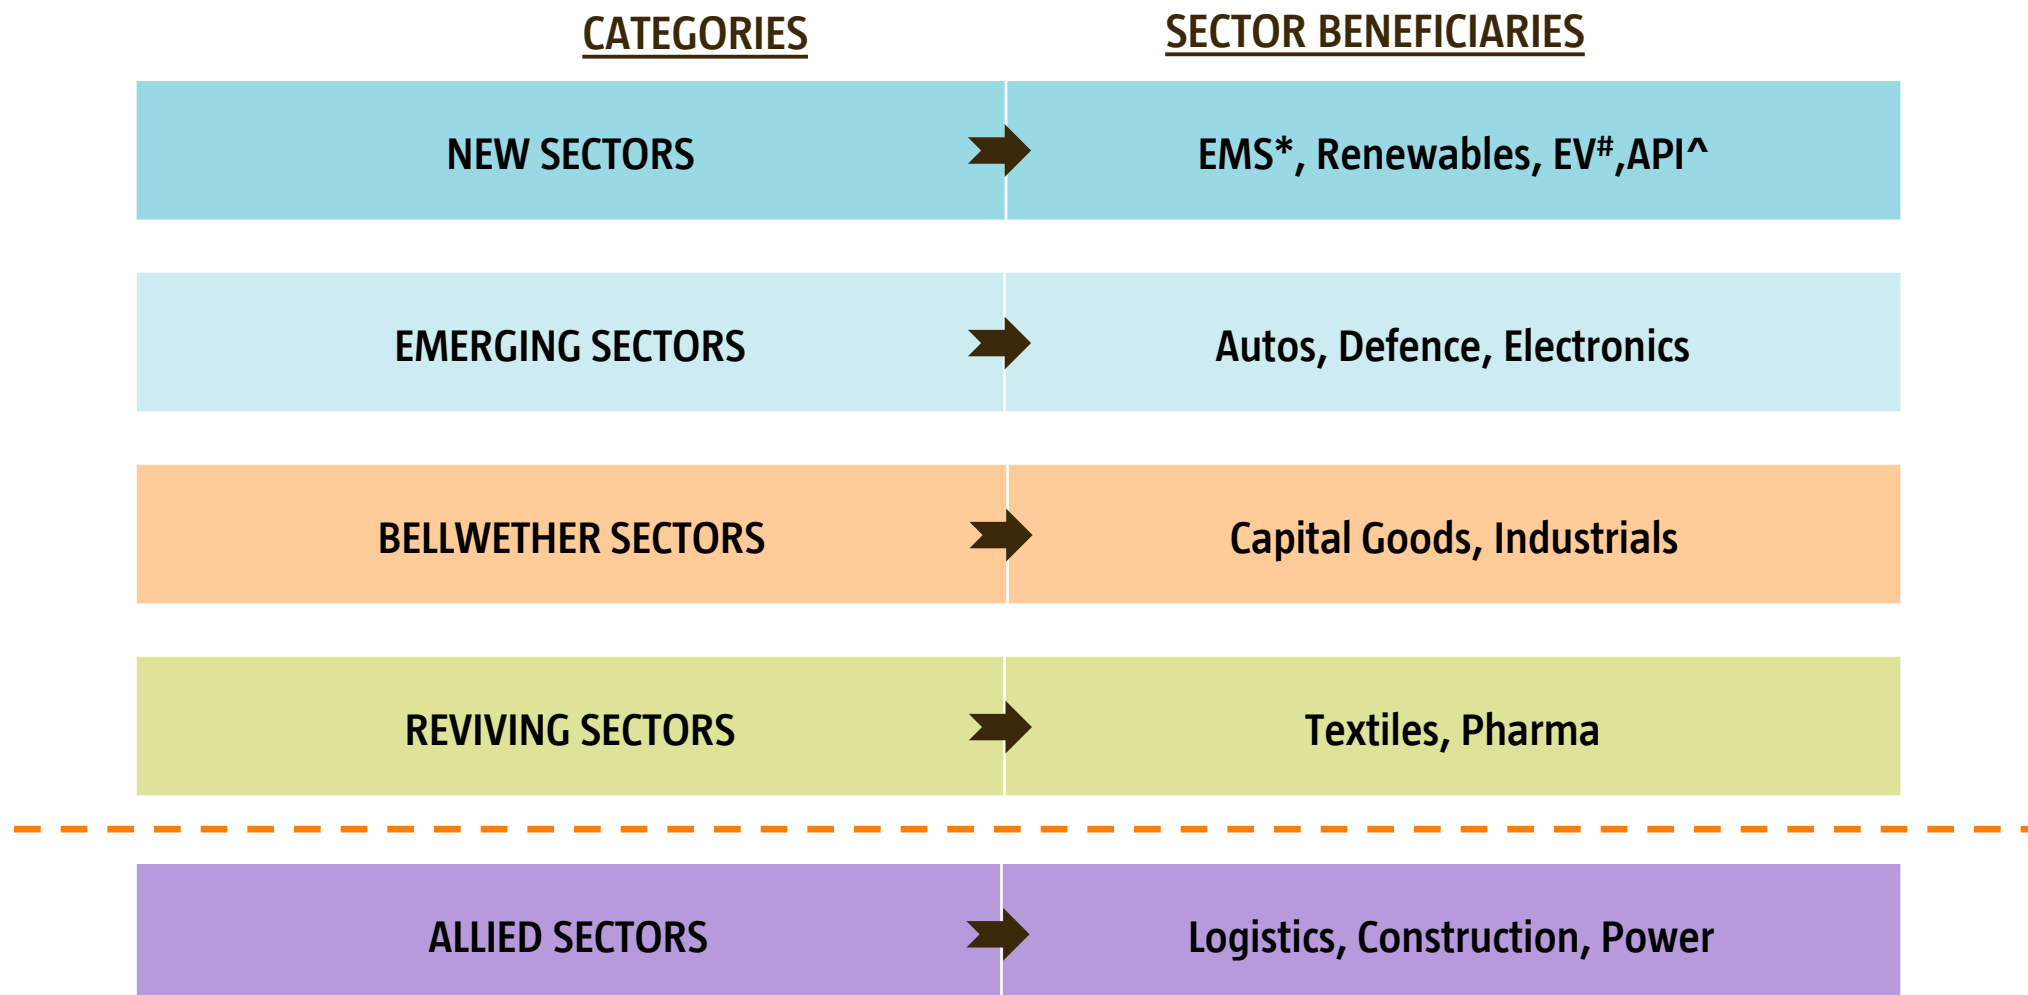 CATEGORIES SECTOR BENEFICIARIES
NEW SECTORS EMS*, Renewables, EV#,API^
EMERGING SECTORS Autos, Defence, Electronics
BELLWETHER SECTORS Capital Goods, Industrials
REVIVING SECTORS Textiles, Pharma
ALLIED SECTORS Logistics, Construction, Power